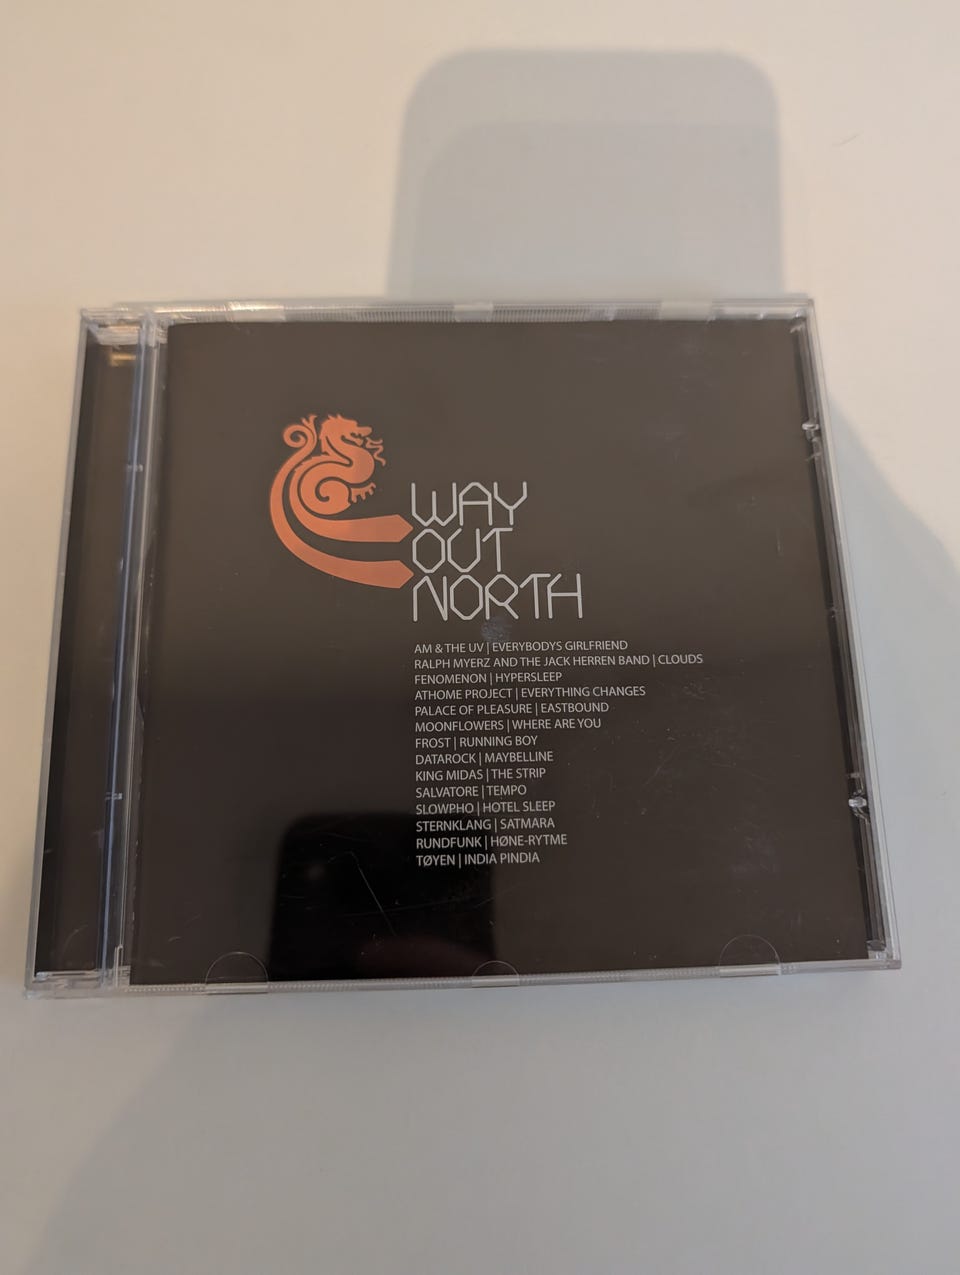 WAY
OUT
NORTH
AM & THE UV | EVERYBODYS GIRLFRIEND
RALPH MYERZ AND THE JACK HERREN BAND | CLOUDS
FENOMENON | HYPERSLEEP
ATHOME PROJECT | EVERYTHING CHANGES
PALACE OF PLEASURE | EASTBOUND
MOONFLOWERS | WHERE ARE YOU
FROST | RUNNING BOY
DATAROCK | MAYBELLINE
KING MIDAS | THE STRIP
SALVATORE | TEMPO
SLOWPHO | HOTEL SLEEP
STERNKLANG | SATMARA
RUNDFUNK | HØNE-RYTME
TØYEN | INDIA PINDIA